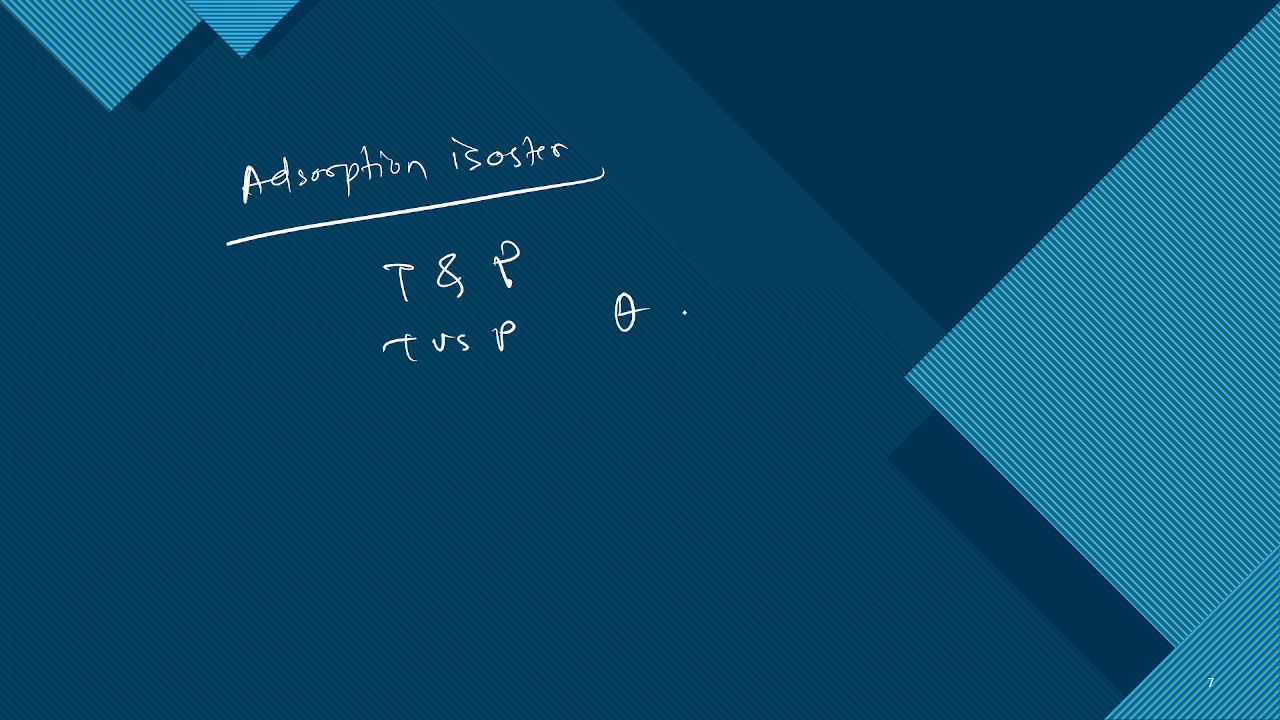 Adsorption isoster
T & P
T vs P θ .
7